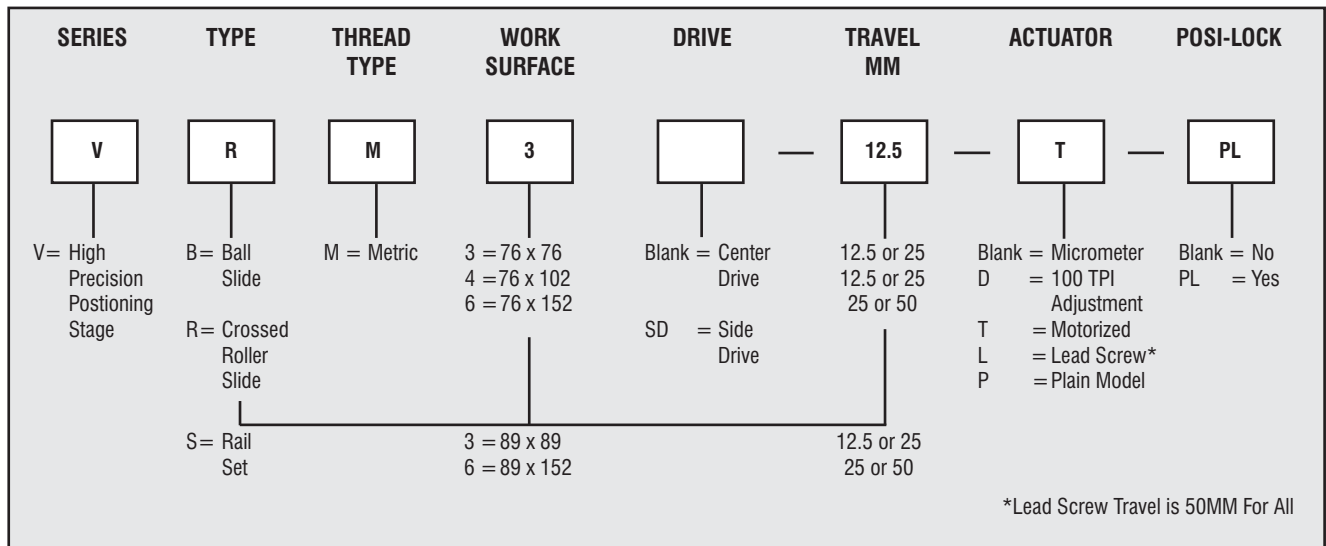 SERIES TYPE THREAD TYPE WORK SURFACE DRIVE TRAVEL MM ACTUATOR POSI-LOCK
V R M 3 — 12.5 — T — PL
V= High Precision Postioning Stage
B= Ball Slide
R= Crossed Roller Slide
S= Rail Set
M = Metric
3 = 76 x 76
4 = 76 x 102
6 = 76 x 152
3 = 89 x 89
6 = 89 x 152
Blank = Center Drive
SD = Side Drive
12.5 or 25
12.5 or 25
25 or 50
12.5 or 25
25 or 50
Blank = Micrometer
D = 100 TPI Adjustment
T = Motorized
L = Lead Screw*
P = Plain Model
Blank = No
PL = Yes
*Lead Screw Travel is 50MM For All